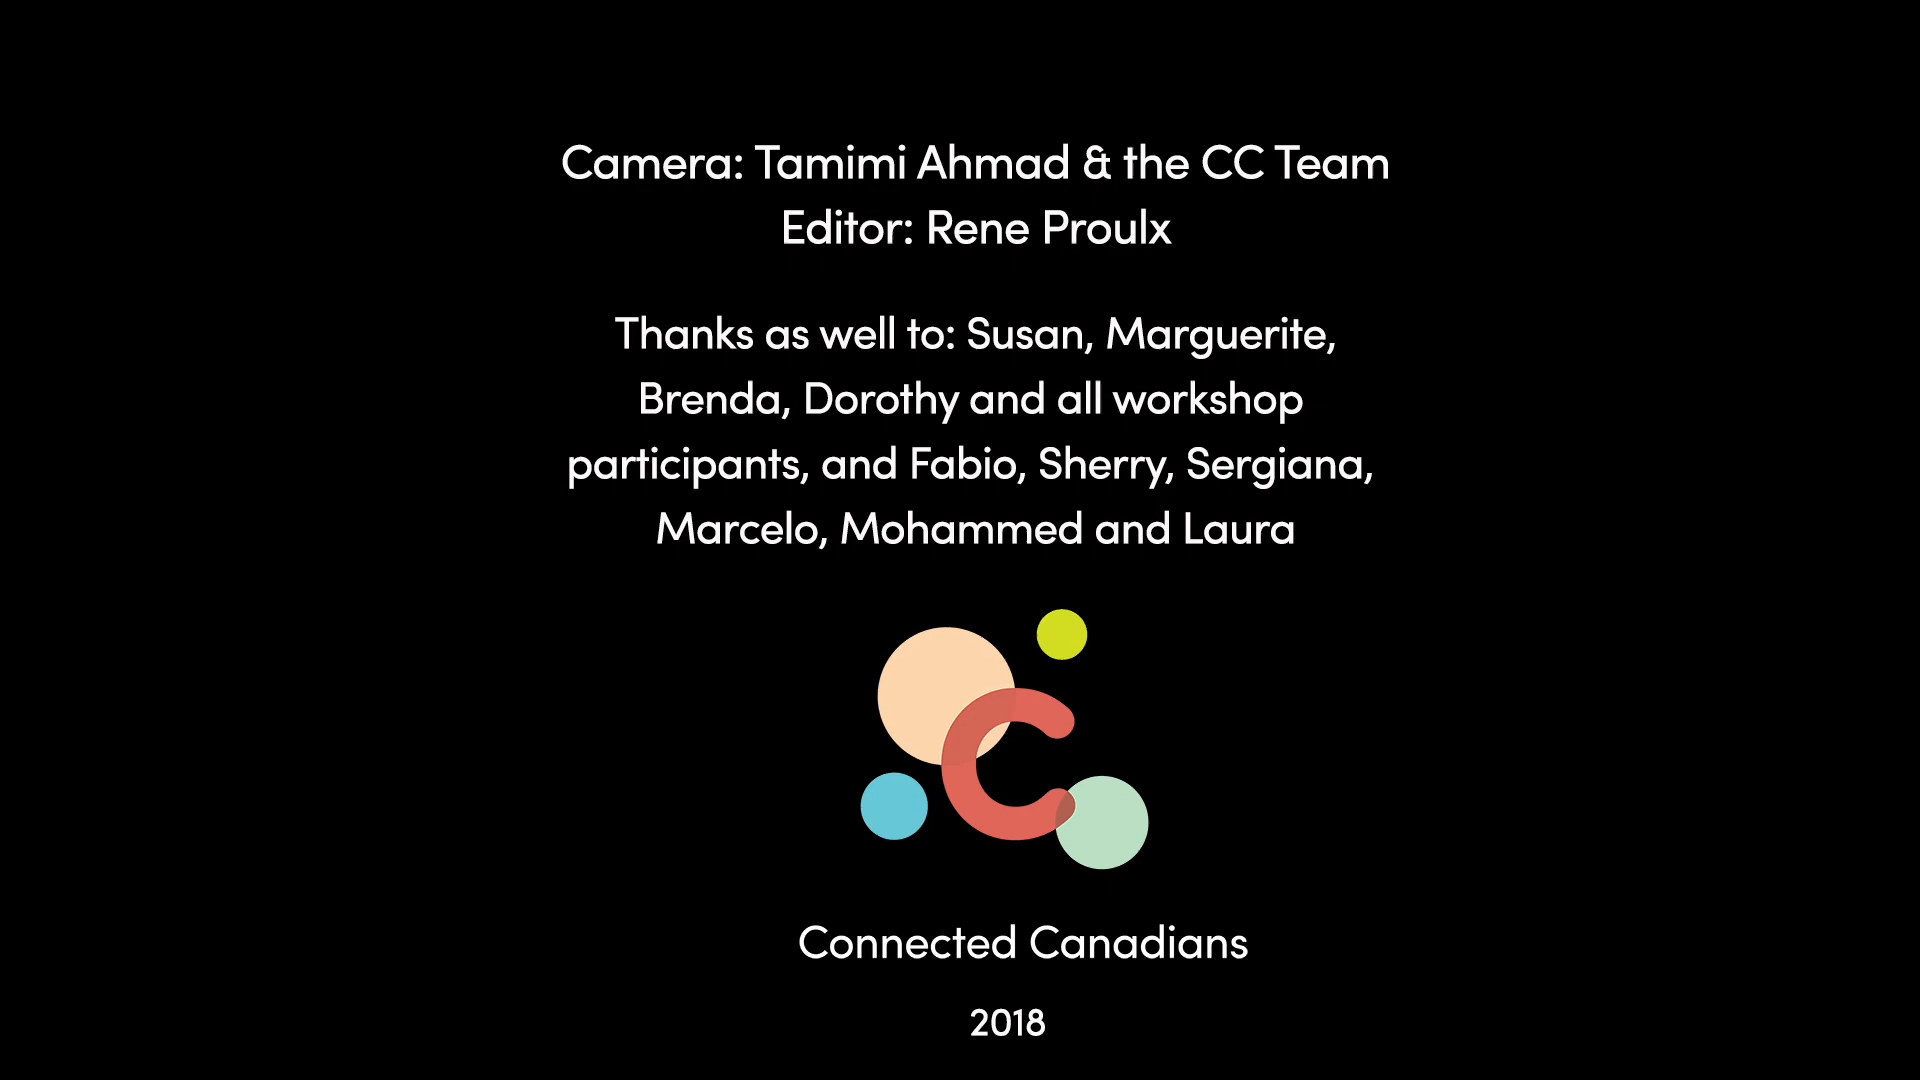 Camera: Tamimi Ahmad & the CC Team
Editor: Rene Proulx
Thanks as well to: Susan, Marguerite,
Brenda, Dorothy and all workshop
participants, and Fabio, Sherry, Sergiana,
Marcelo, Mohammed and Laura
C
Connected Canadians
2018